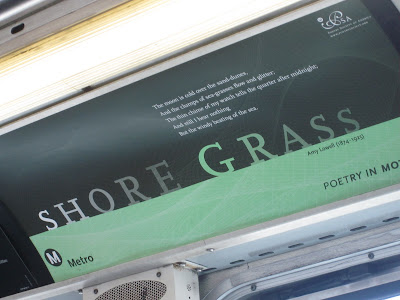 The moon is cold over the sand-dunes,
And the clumps of sea-grasses flow and glitter;
The thin chime of my watch tells the quarter after midnight;
And still I hear nothing
But the windy beating of the sea.
SHORE GRASS
Amy Lowell (1874-1925)
POETRY IN MOT
M Metro